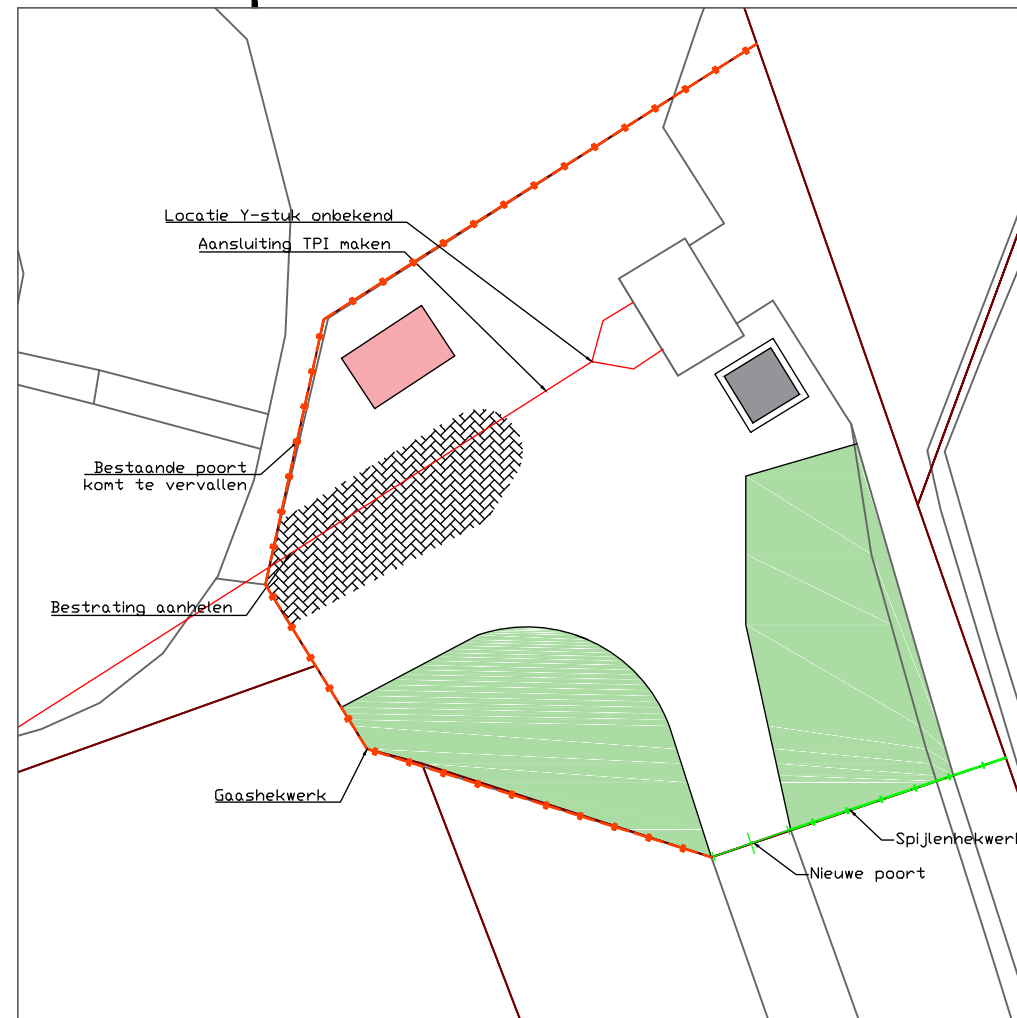 Locatie Y-stuk onbekend
Aansluiting TPI maken
Bestaande poort
komt te vervallen
Bestrating aanhelen
Gaashekwerk
Spijlenhekwerk
Nieuwe poort